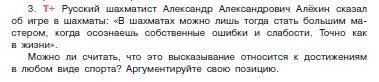 3. Т+ Русский шахматист Александр Александрович Алёхин сказал
об игре в шахматы: «В шахматах можно лишь тогда стать большим ма-
стером, когда осознаешь собственные ошибки и слабости. Точно как
в жизни».
Можно ли считать, что это высказывание относится к достижениям
в любом виде спорта? Аргументируйте свою позицию.